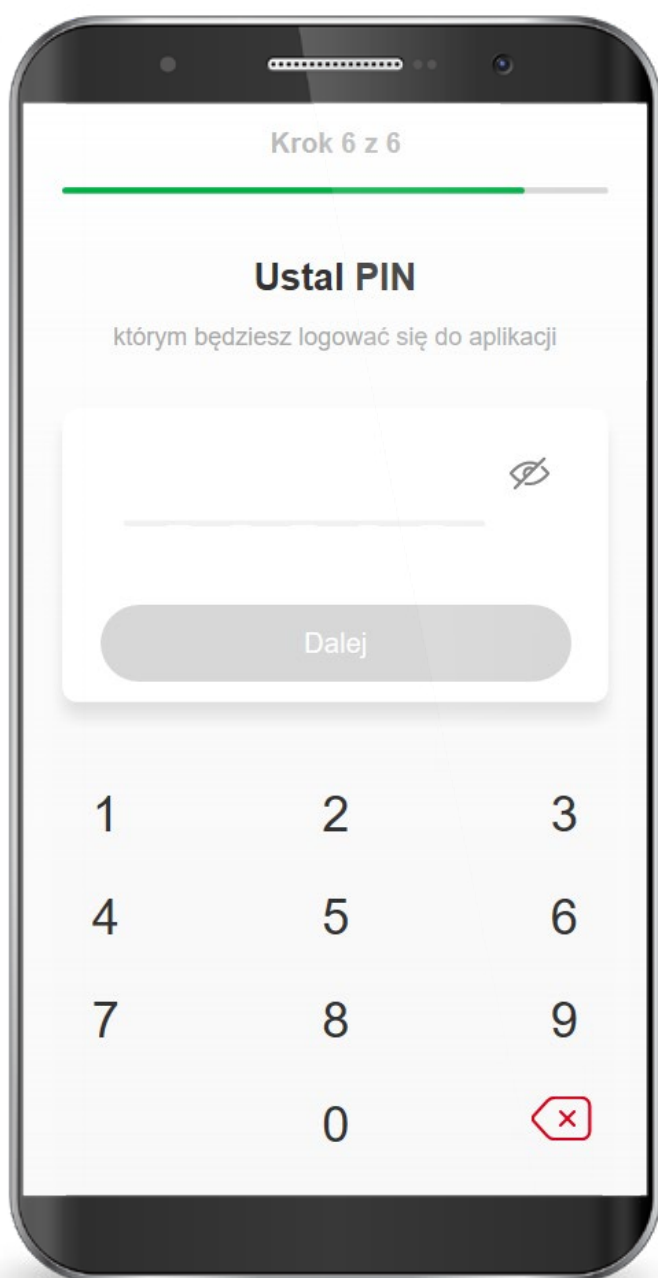 Krok 6 z 6
Ustal PIN
którym będziesz logować się do aplikacji
Dalej
1 2 3
4 5 6
7 8 9
0